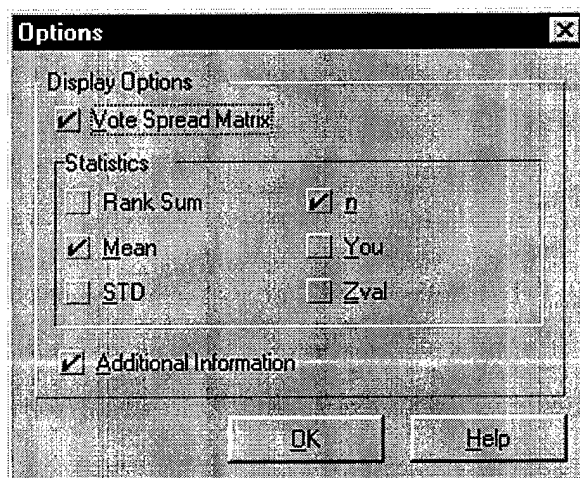 Options
Display Options
Vote Spread Matrix
Statistics
Rank Sum
n
Mean
You
STD
Zval
Additional Information
OK
Help